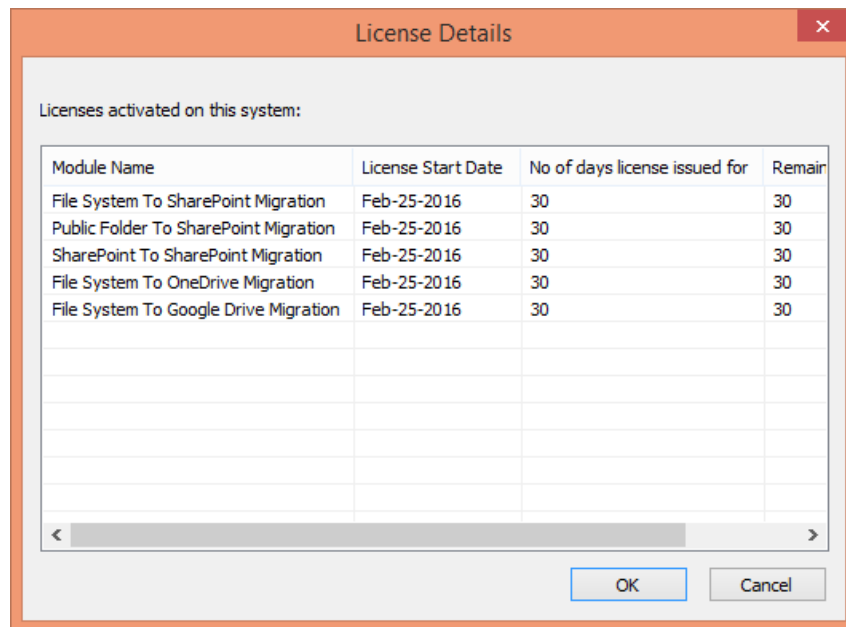 License Details
Licenses activated on this system:
Module Name License Start Date No of days license issued for Remain
File System To SharePoint Migration Feb-25-2016 30 30
Public Folder To SharePoint Migration Feb-25-2016 30 30
SharePoint To SharePoint Migration Feb-25-2016 30 30
File System To OneDrive Migration Feb-25-2016 30 30
File System To Google Drive Migration Feb-25-2016 30 30
OK Cancel